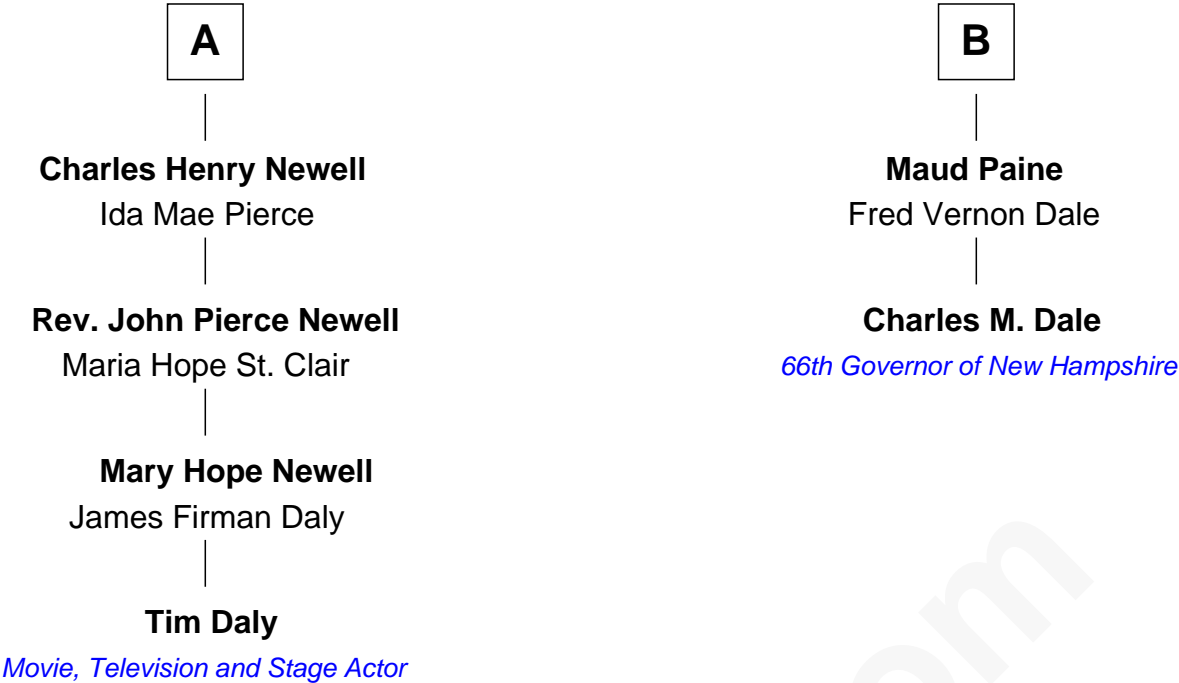 A
Charles Henry Newell
Ida Mae Pierce
Rev. John Pierce Newell
Maria Hope St. Clair
Mary Hope Newell
James Firman Daly
Tim Daly
Movie, Television and Stage Actor
B
Maud Paine
Fred Vernon Dale
Charles M. Dale
66th Governor of New Hampshire
om